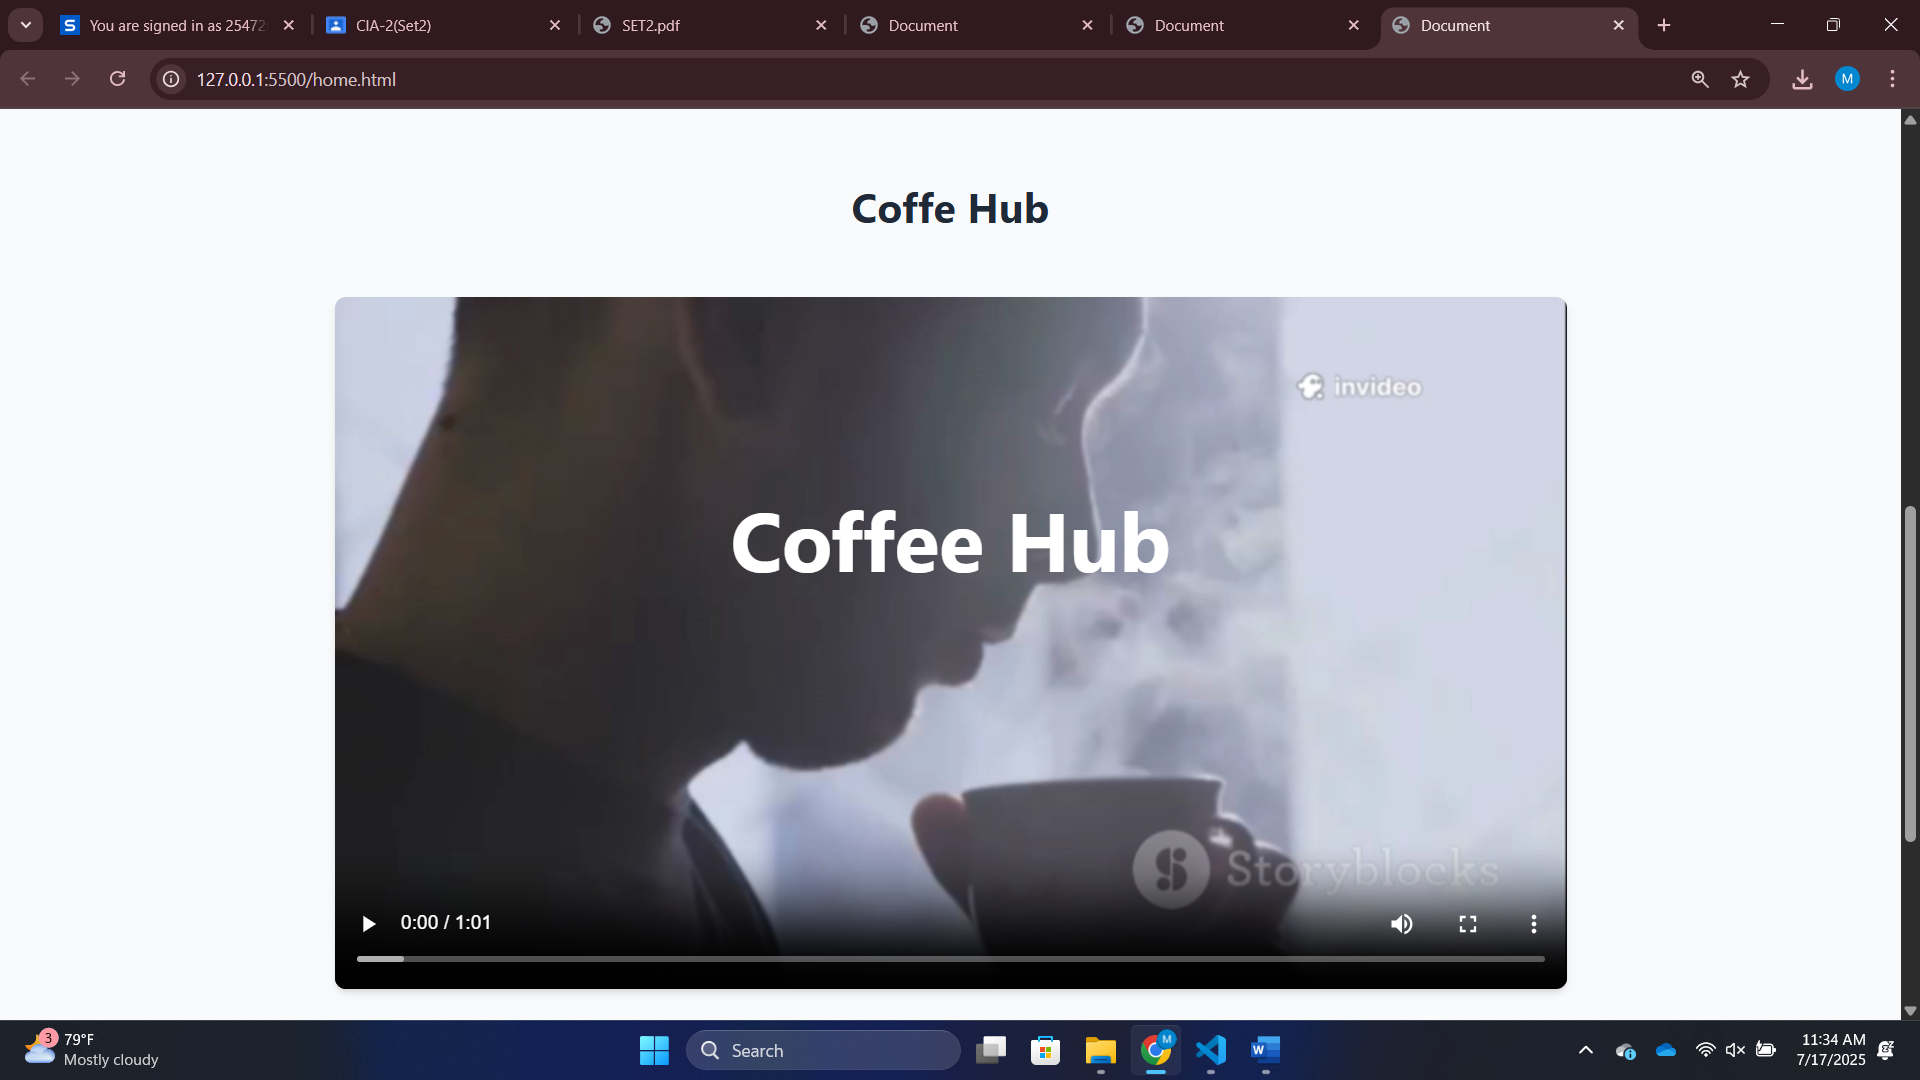 You are signed in as 25472
CIA-2(Set2)
SET2.pdf
Document
Document
Document
127.0.0.1:5500/home.html
M
Coffe Hub
invideo
Coffee Hub
Storyblocks
0:00 / 1:01
3
79°F
Mostly cloudy
Search
M
W
11:34 AM
7/17/2025